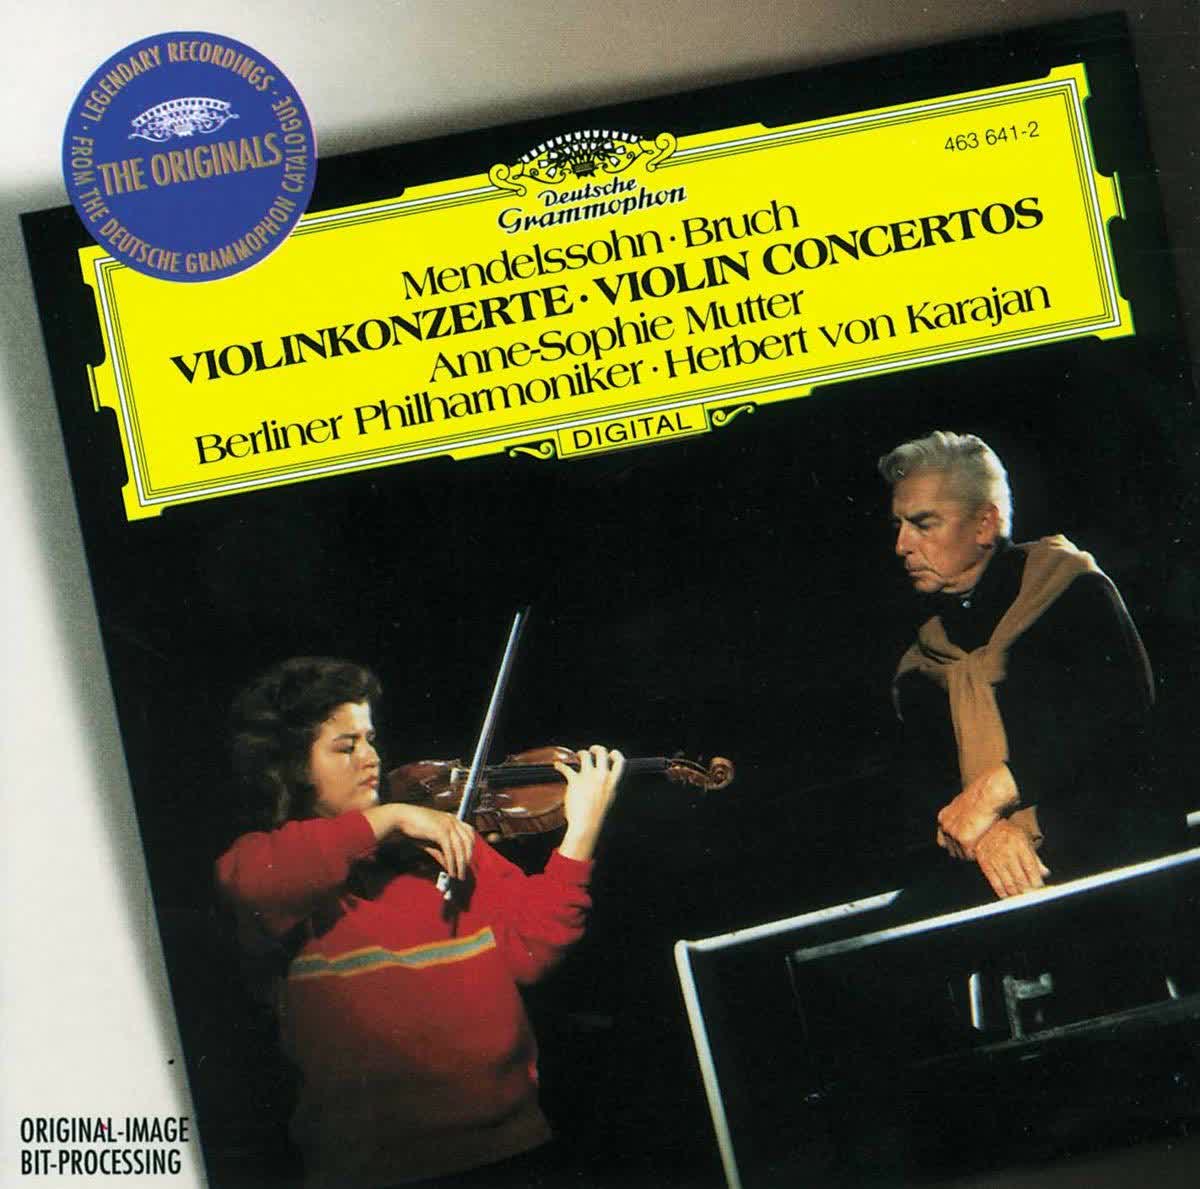 · LEGENDARY RECORDINGS ·
FROM THE DEUTSCHE GRAMMOPHON CATALOGUE
THE ORIGINALS
463 641-2
Deutsche
Grammophon
Mendelssohn · Bruch
VIOLINKONZERTE · VIOLIN CONCERTOS
Anne-Sophie Mutter
Berliner Philharmoniker · Herbert von Karajan
DIGITAL
ORIGINAL-IMAGE
BIT-PROCESSING